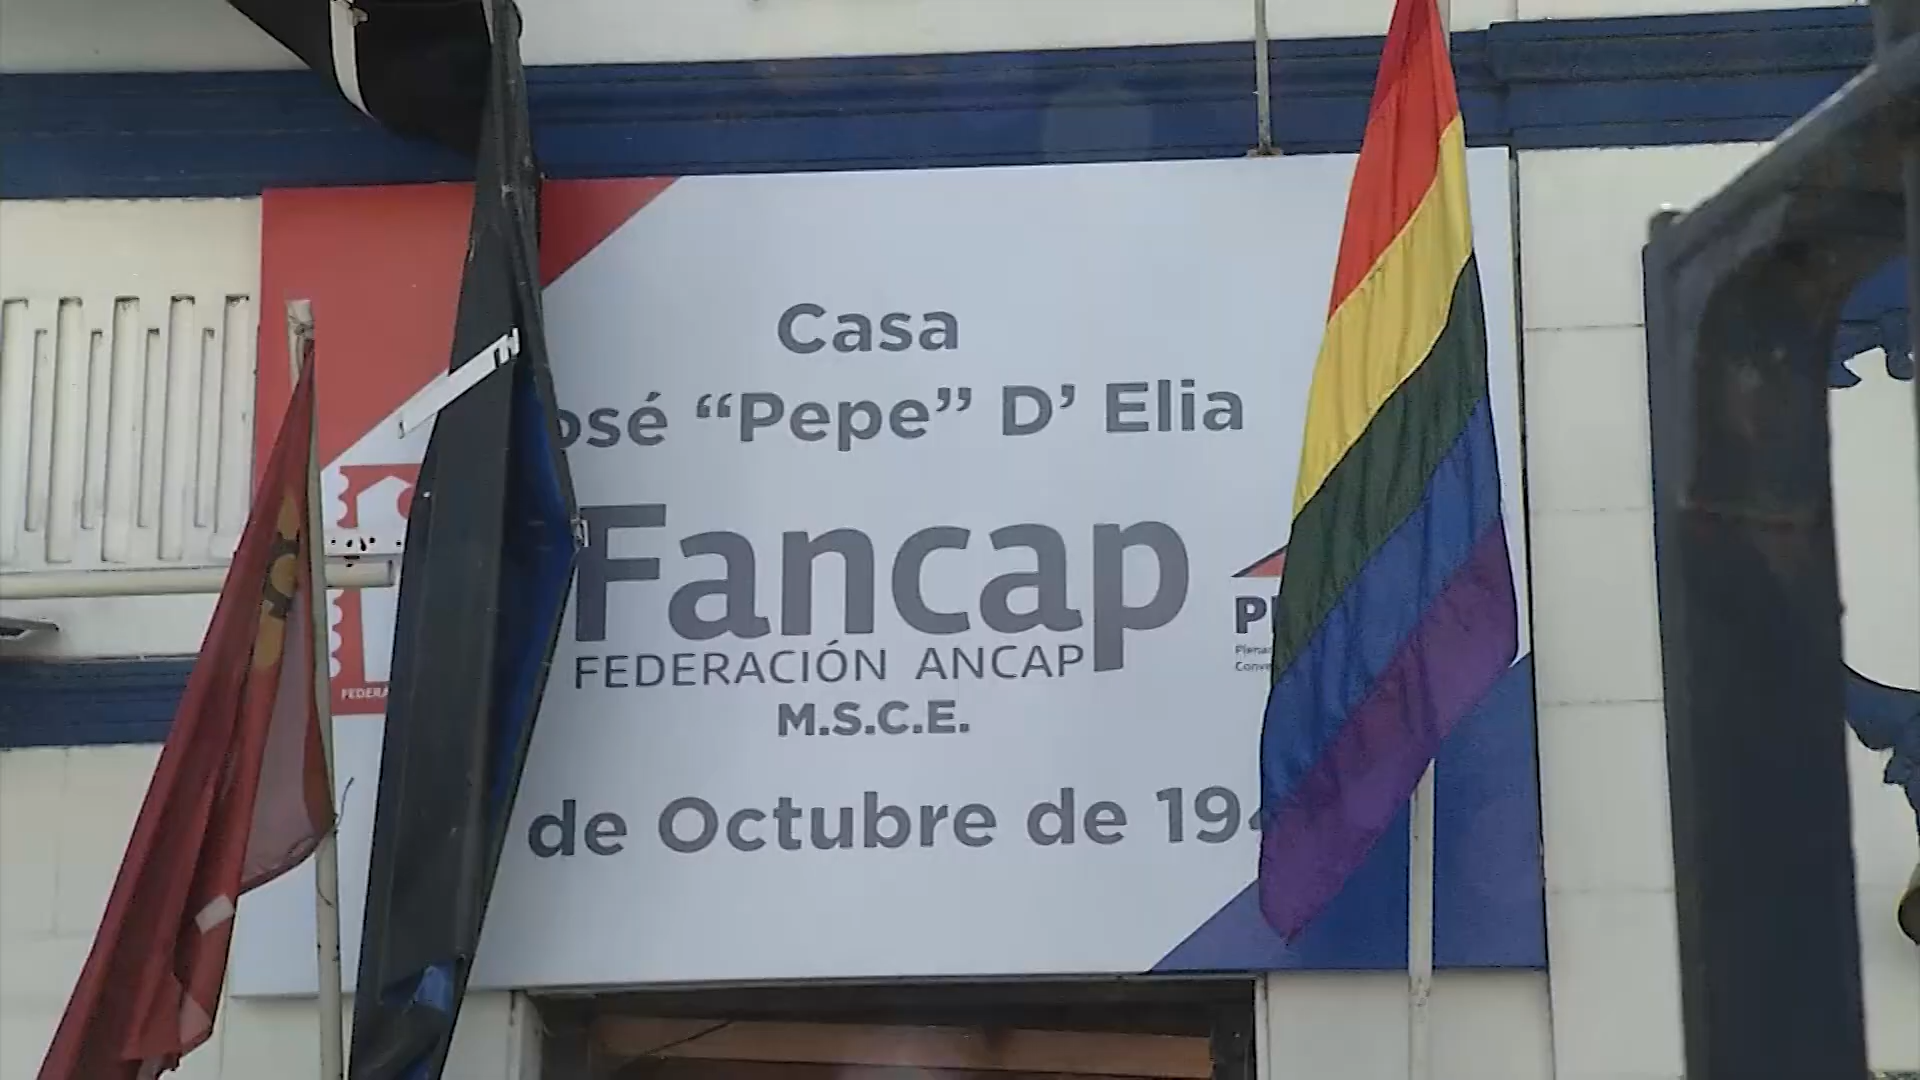 Casa
osé “Pepe” D’ Elia
Fancap
FEDERACIÓN ANCAP
M.S.C.E.
de Octubre de 19